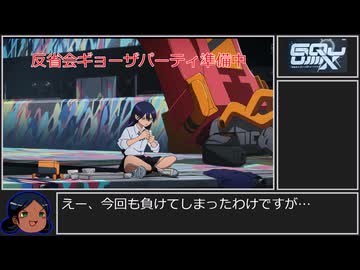 反省会ギョーザパーティ準備中
えー、今回も負けてしまったわけですが…